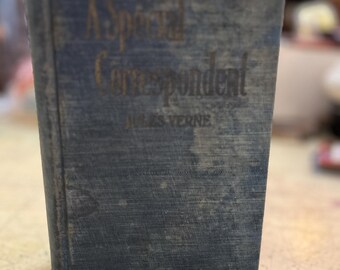 A Special
Correspondent
JULES VERNE